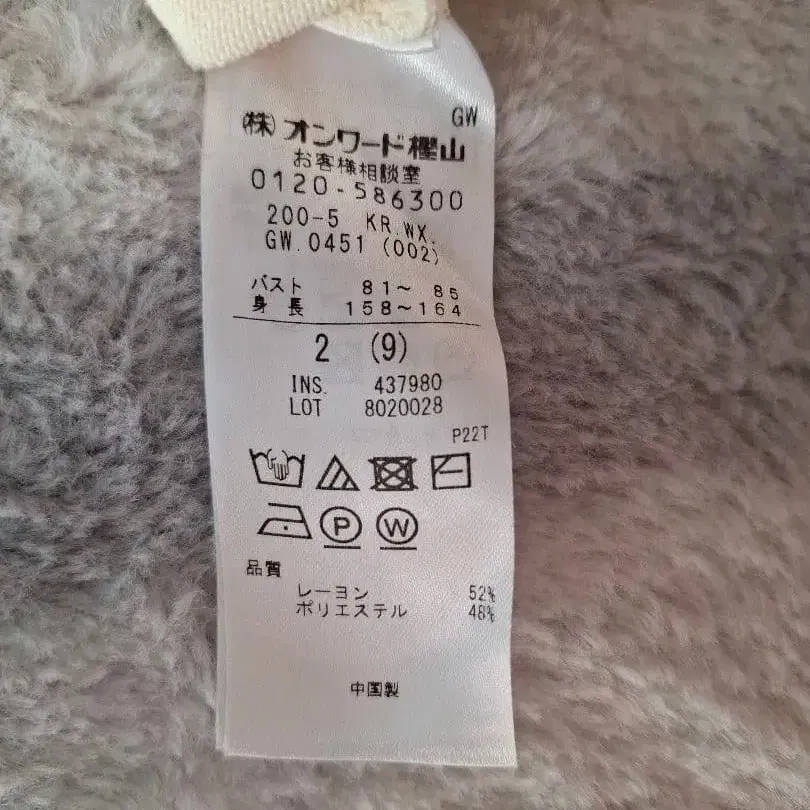 GW
(株)オンワード樫山
お客様相談室
0120-586300
200-5 KR.WX.
GW.0451 (002)
バスト 81~ 85
身 長 158~164
2 (9)
INS. 437980
LOT 8020028
P22T
P W
品質
レーヨン 52%
ポリエステル 48%
中国製